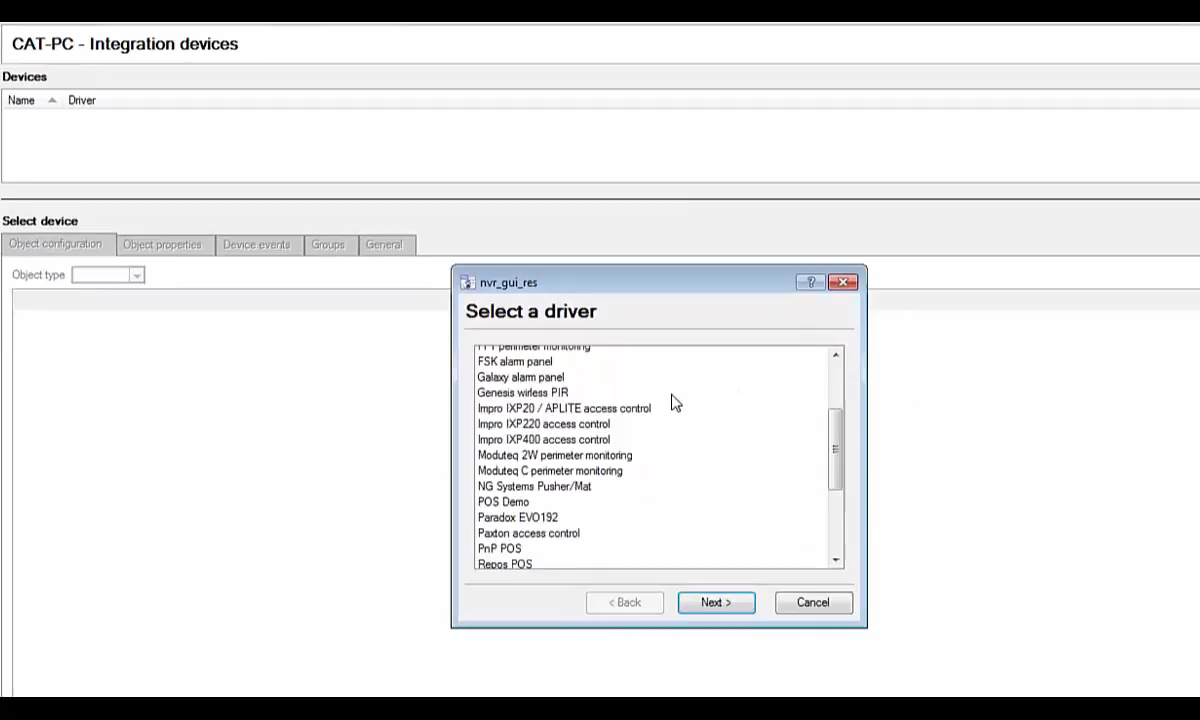 CAT-PC - Integration devices
Devices
Name Driver
Select device
Object configuration Object properties Device events Groups General
Object type
nvr_gui_res
Select a driver
perimeter monitoring
FSK alarm panel
Galaxy alarm panel
Genesis wirless PIR
Impro IXP20 / APLITE access control
Impro IXP220 access control
Impro IXP400 access control
Moduteq 2W perimeter monitoring
Moduteq C perimeter monitoring
NG Systems Pusher/Mat
POS Demo
Paradox EVO192
Paxton access control
PnP POS
Repos POS
< Back Next > Cancel